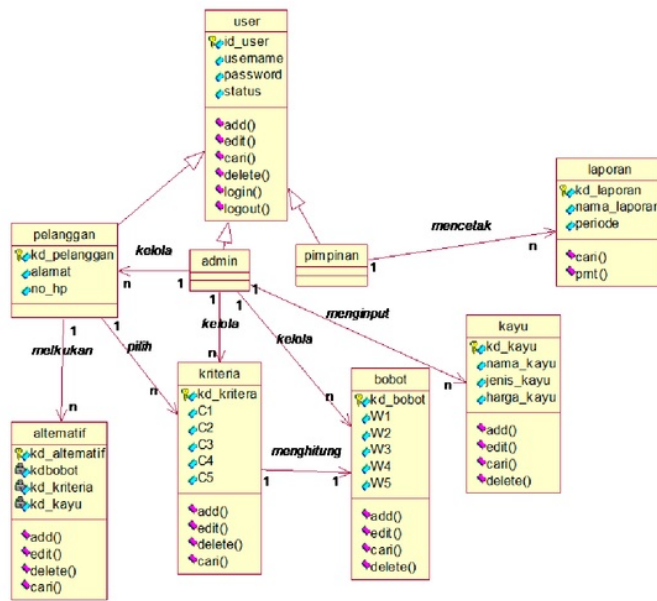 user
id_user
username
password
status
add()
edit()
cari()
delete()
login()
logout()
laporan
kd_laporan
nama_laporan
periode
cari()
prnt()
mencetak
1
n
pelanggan
kd_pelanggan
alamat
no_hp
kelola
n
1
admin
pimpinan
1
1
1
1
1
melkukan
n
pilih
n
kelola
n
kelola
n
menginput
n
kayu
kd_kayu
nama_kayu
jenis_kayu
harga_kayu
add()
edit()
cari()
delete()
kriteria
kd_kritera
C1
C2
C3
C4
C5
add()
edit()
delete()
cari()
menghitung
1
1
bobot
kd_bobot
W1
W2
W3
W4
W5
add()
edit()
cari()
delete()
alternatif
kd_alternatif
kdbobot
kd_kriteria
kd_kayu
add()
edit()
delete()
cari()